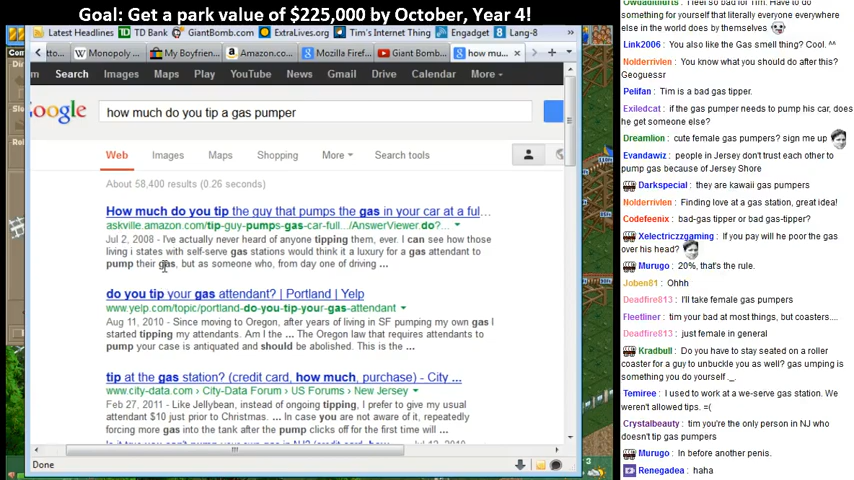 Goal: Get a park value of $225,000 by October, Year 4!
Latest Headlines TD Bank GiantBomb.com ExtraLives.org Tim's Internet Thing Engadget Lang-8
tto... Monopoly ... My Boyfrien... Amazon.co... Mozilla Firef... Giant Bomb... how mu...
m Search Images Maps Play YouTube News Gmail Drive Calendar More
oogle how much do you tip a gas pumper
Web Images Maps Shopping More Search tools
About 58,400 results (0.26 seconds)
How much do you tip the guy that pumps the gas in your car at a ful...
askville.amazon.com/tip-guy-pumps-gas-car-full.../AnswerViewer.do?...
Jul 2, 2008 - I've actually never heard of anyone tipping them, ever. I can see how those
living i states with self-serve gas stations would think it a luxury for a gas attendant to
pump their gas, but as someone who, from day one of driving ...
do you tip your gas attendant? | Portland | Yelp
www.yelp.com/topic/portland-do-you-tip-your-gas-attendant
Aug 11, 2010 - Since moving to Oregon, after years of living in SF pumping my own gas I
started tipping my attendants. Am I the ... The Oregon law that requires attendants to
pump your case is antiquated and should be abolished. This is the ...
tip at the gas station? (credit card, how much, purchase) - City ...
www.city-data.com › City-Data Forum › US Forums › New Jersey
Feb 27, 2011 - Like Jellybean, instead of ongoing tipping, I prefer to give my usual
attendant $10 just prior to Christmas. ... In case you are not aware of it, repeatedly
forcing more gas into the tank after the pump clicks off for the first time will ...
Done
something for yourself that literally everyone everywhere
else in the world does by themselves
Link2006 : You also like the Gas smell thing? Cool. ^^
Nolderrivlen : You know what you should do after this?
Geoguessr
Pelifan : Tim is a bad gas tipper.
Exiledcat : if the gas pumper needs to pump his car, does
he get someone else?
Dreamlion : cute female gas pumpers? sign me up
Evandawiz : people in Jersey don't trust each other to
pump gas because of Jersey Shore
Darkspecial : they are kawaii gas pumpers
Nolderrivlen : Finding love at a gas station, great idea!
Codefeenix : bad-gas tipper or bad gas-tipper?
Xelectriczzgaming : If you pay will he poor the gas
over his head?
Murugo : 20%, that's the rule.
Joben81 : Ohhh
Deadfire813 : I'll take female gas pumpers
Fleetliner : tim your bad at most things, but coasters....
Deadfire813 : just female in general
Kradbull : Do you have to stay seated on a roller
coaster for a guy to unbuckle you as well? gas umping is
something you do yourself ._.
Temiree : I used to work at a we-serve gas station. We
weren't allowed tips. =(
Crystalbeauty : tim you're the only person in NJ who
doesn't tip gas pumpers
Murugo : In before another penis.
Renegadea : haha